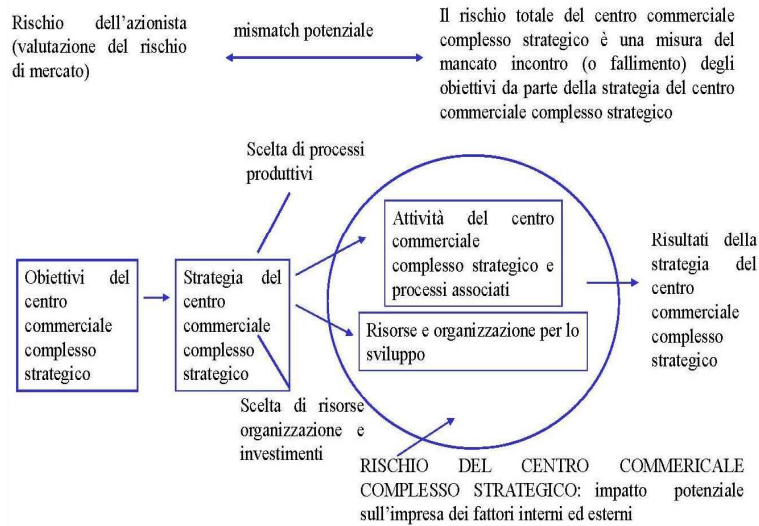 Rischio dell'azionista
(valutazione del rischio
di mercato)
mismatch potenziale
Il rischio totale del centro commerciale
complesso strategico è una misura del
mancato incontro (o fallimento) degli
obiettivi da parte della strategia del centro
commerciale complesso strategico
Scelta di processi
produttivi
Obiettivi del
centro
commerciale
complesso
strategico
Strategia del
centro
commerciale
complesso
strategico
Attività del centro
commerciale
complesso strategico e
processi associati
Risorse e organizzazione per lo
sviluppo
Risultati della
strategia del
centro
commerciale
complesso
strategico
Scelta di risorse
organizzazione e
investimenti
RISCHIO DEL CENTRO COMMERICALE
COMPLESSO STRATEGICO: impatto potenziale
sull'impresa dei fattori interni ed esterni